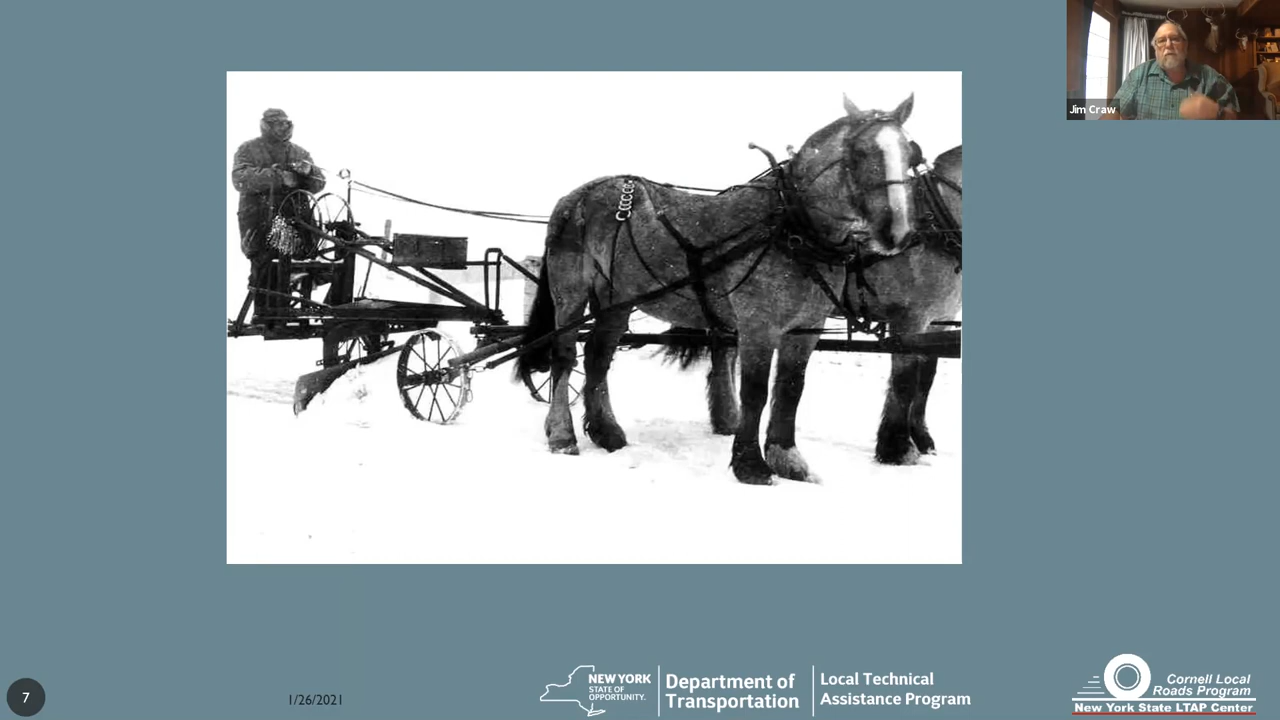 Jim Craw
7
1/26/2021
NEW YORK
STATE OF
OPPORTUNITY.
Department of
Transportation
Local Technical
Assistance Program
Cornell Local
Roads Program
New York State LTAP Center